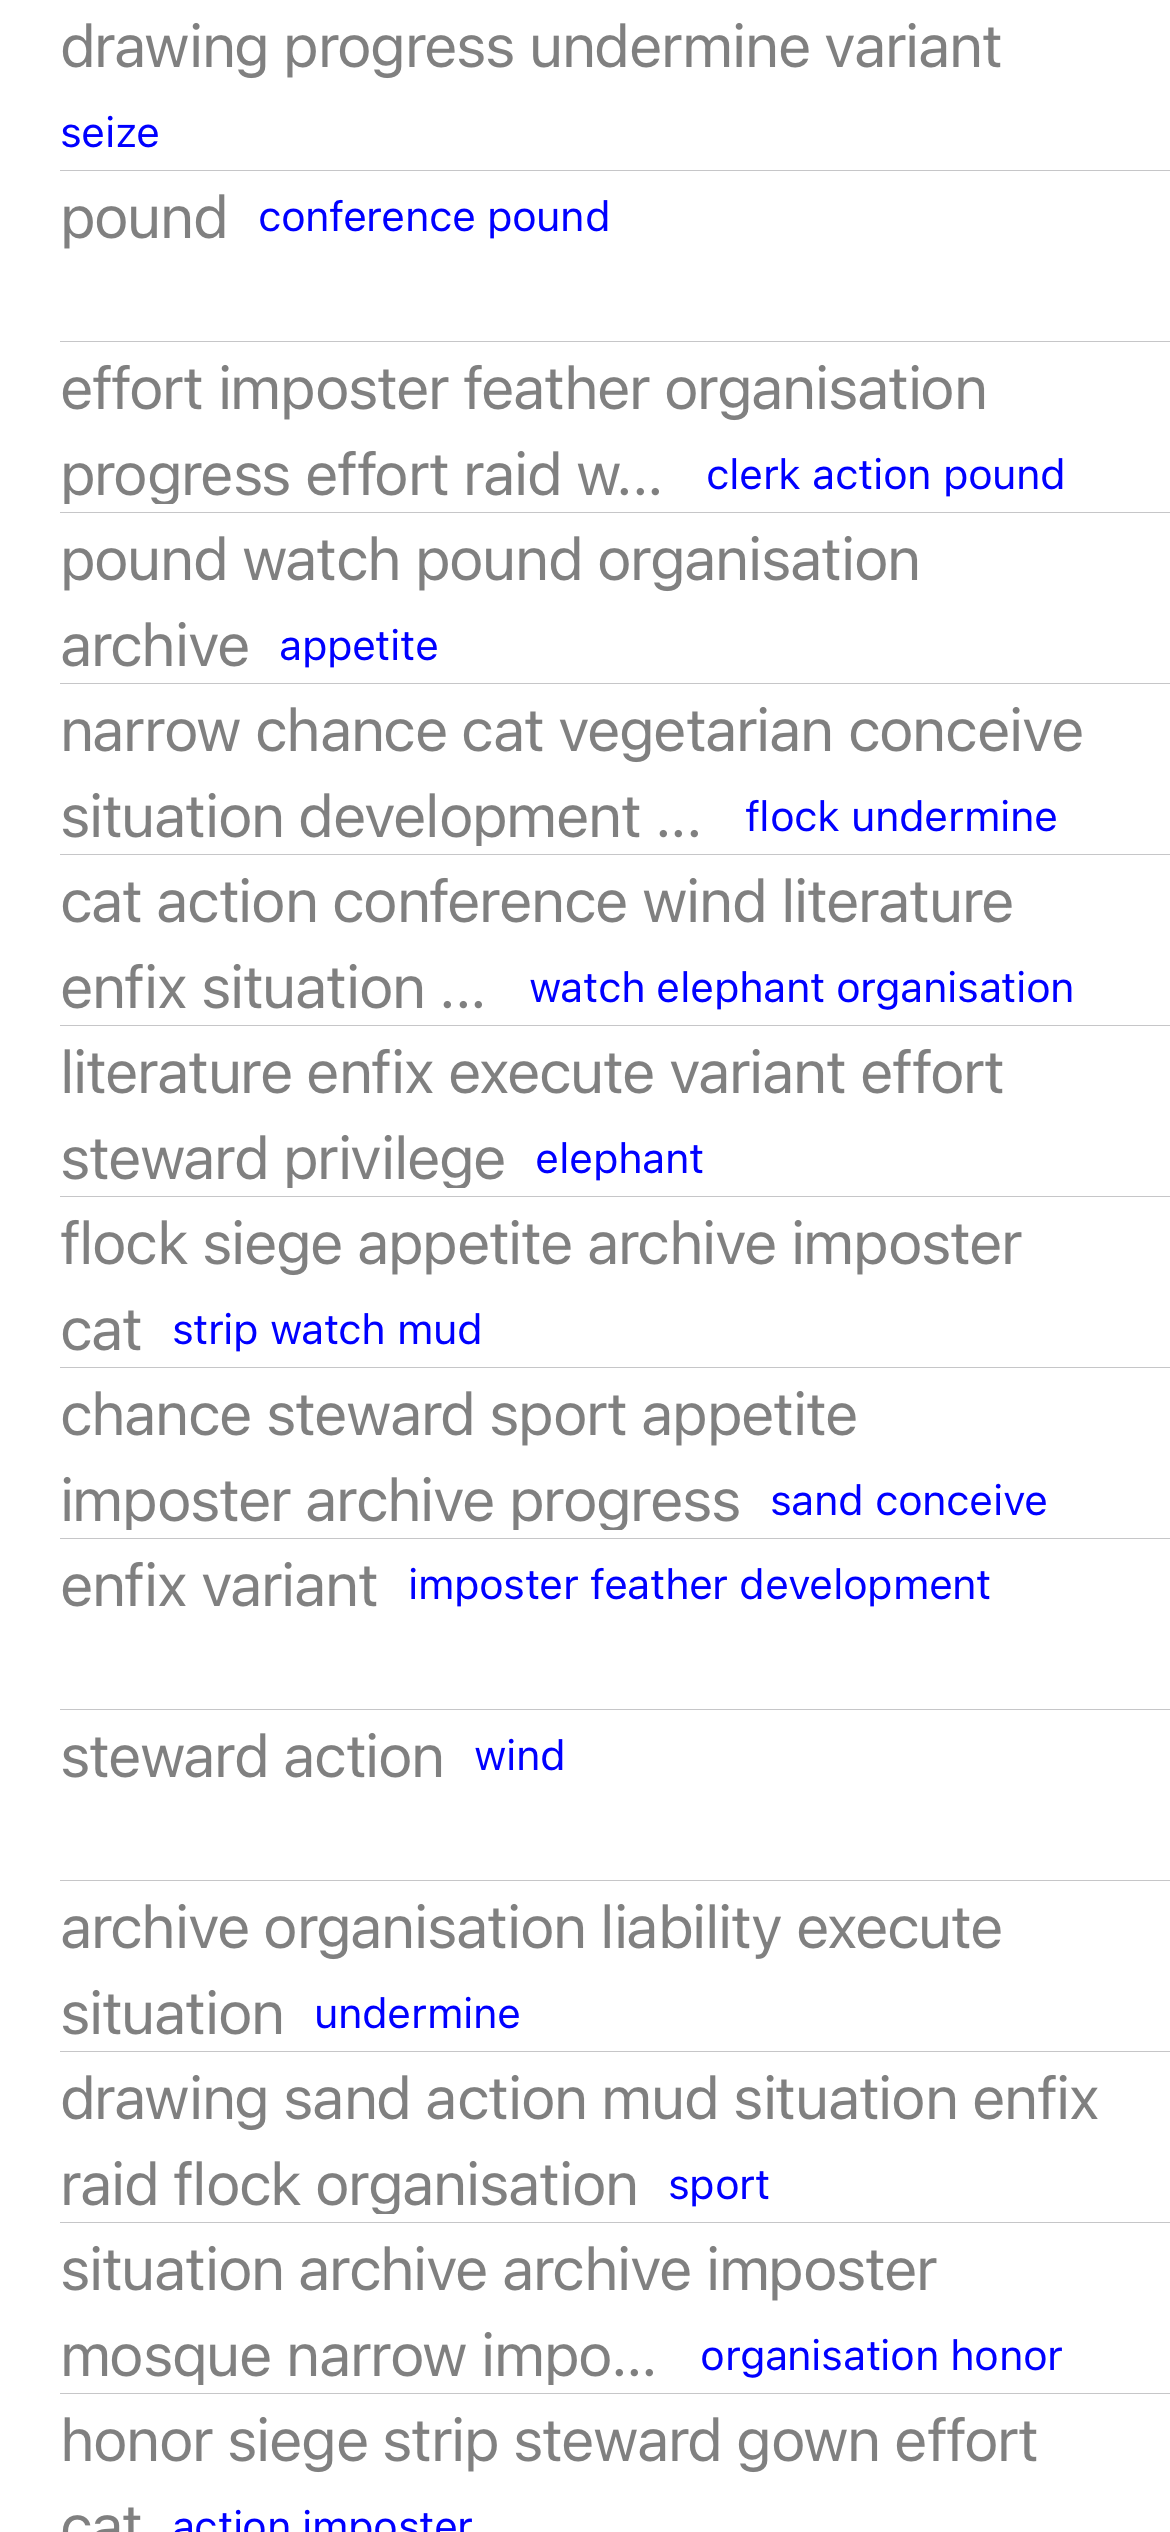 drawing progress undermine variant
seize
pound conference pound
effort imposter feather organisation
progress effort raid w... clerk action pound
pound watch pound organisation
archive appetite
narrow chance cat vegetarian conceive
situation development ... flock undermine
cat action conference wind literature
enfix situation ... watch elephant organisation
literature enfix execute variant effort
steward privilege elephant
flock siege appetite archive imposter
cat strip watch mud
chance steward sport appetite
imposter archive progress sand conceive
enfix variant imposter feather development
steward action wind
archive organisation liability execute
situation undermine
drawing sand action mud situation enfix
raid flock organisation sport
situation archive archive imposter
mosque narrow impo... organisation honor
honor siege strip steward gown effort
cat action imposter